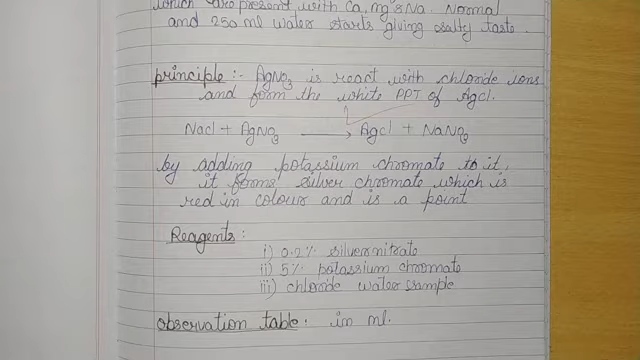 which are present with Ca, Mg & Na. Normal
and 250 ml water starts giving salty taste.
principle :- AgNO3 is react with chloride ions
and form the white PPT of Agcl.
Nacl + AgNO3 → Agcl + NaNO3
by adding potassium chromate to it,
it forms silver chromate which is
red in colour and is a point
Reagents :
i) 0.2% silver nitrate
ii) 5% potassium chromate
iii) chloride water sample
observation table : in ml.